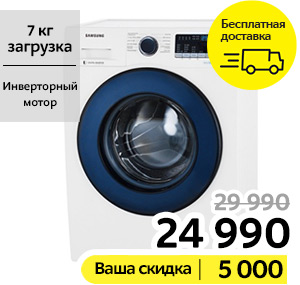 7 кг
загрузка
Инверторный
мотор
Бесплатная
доставка
SAMSUNG
29 990
24 990
Ваша скидка | 5 000